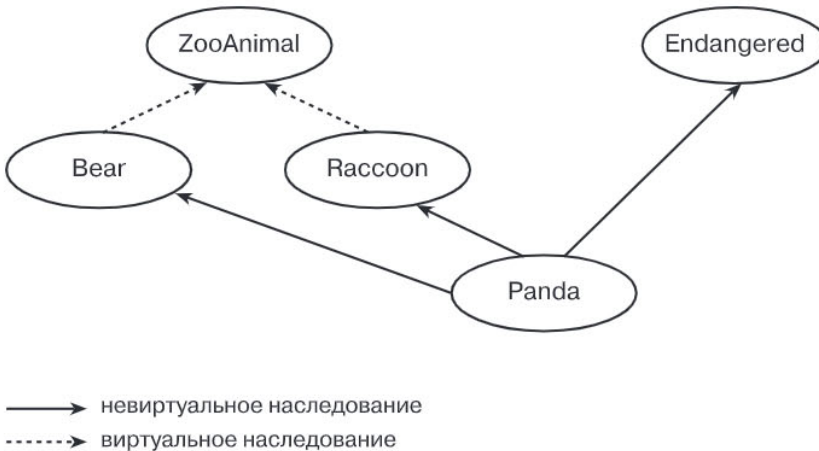 ZooAnimal
Endangered
Bear
Raccoon
Panda
невиртуальное наследование
виртуальное наследование